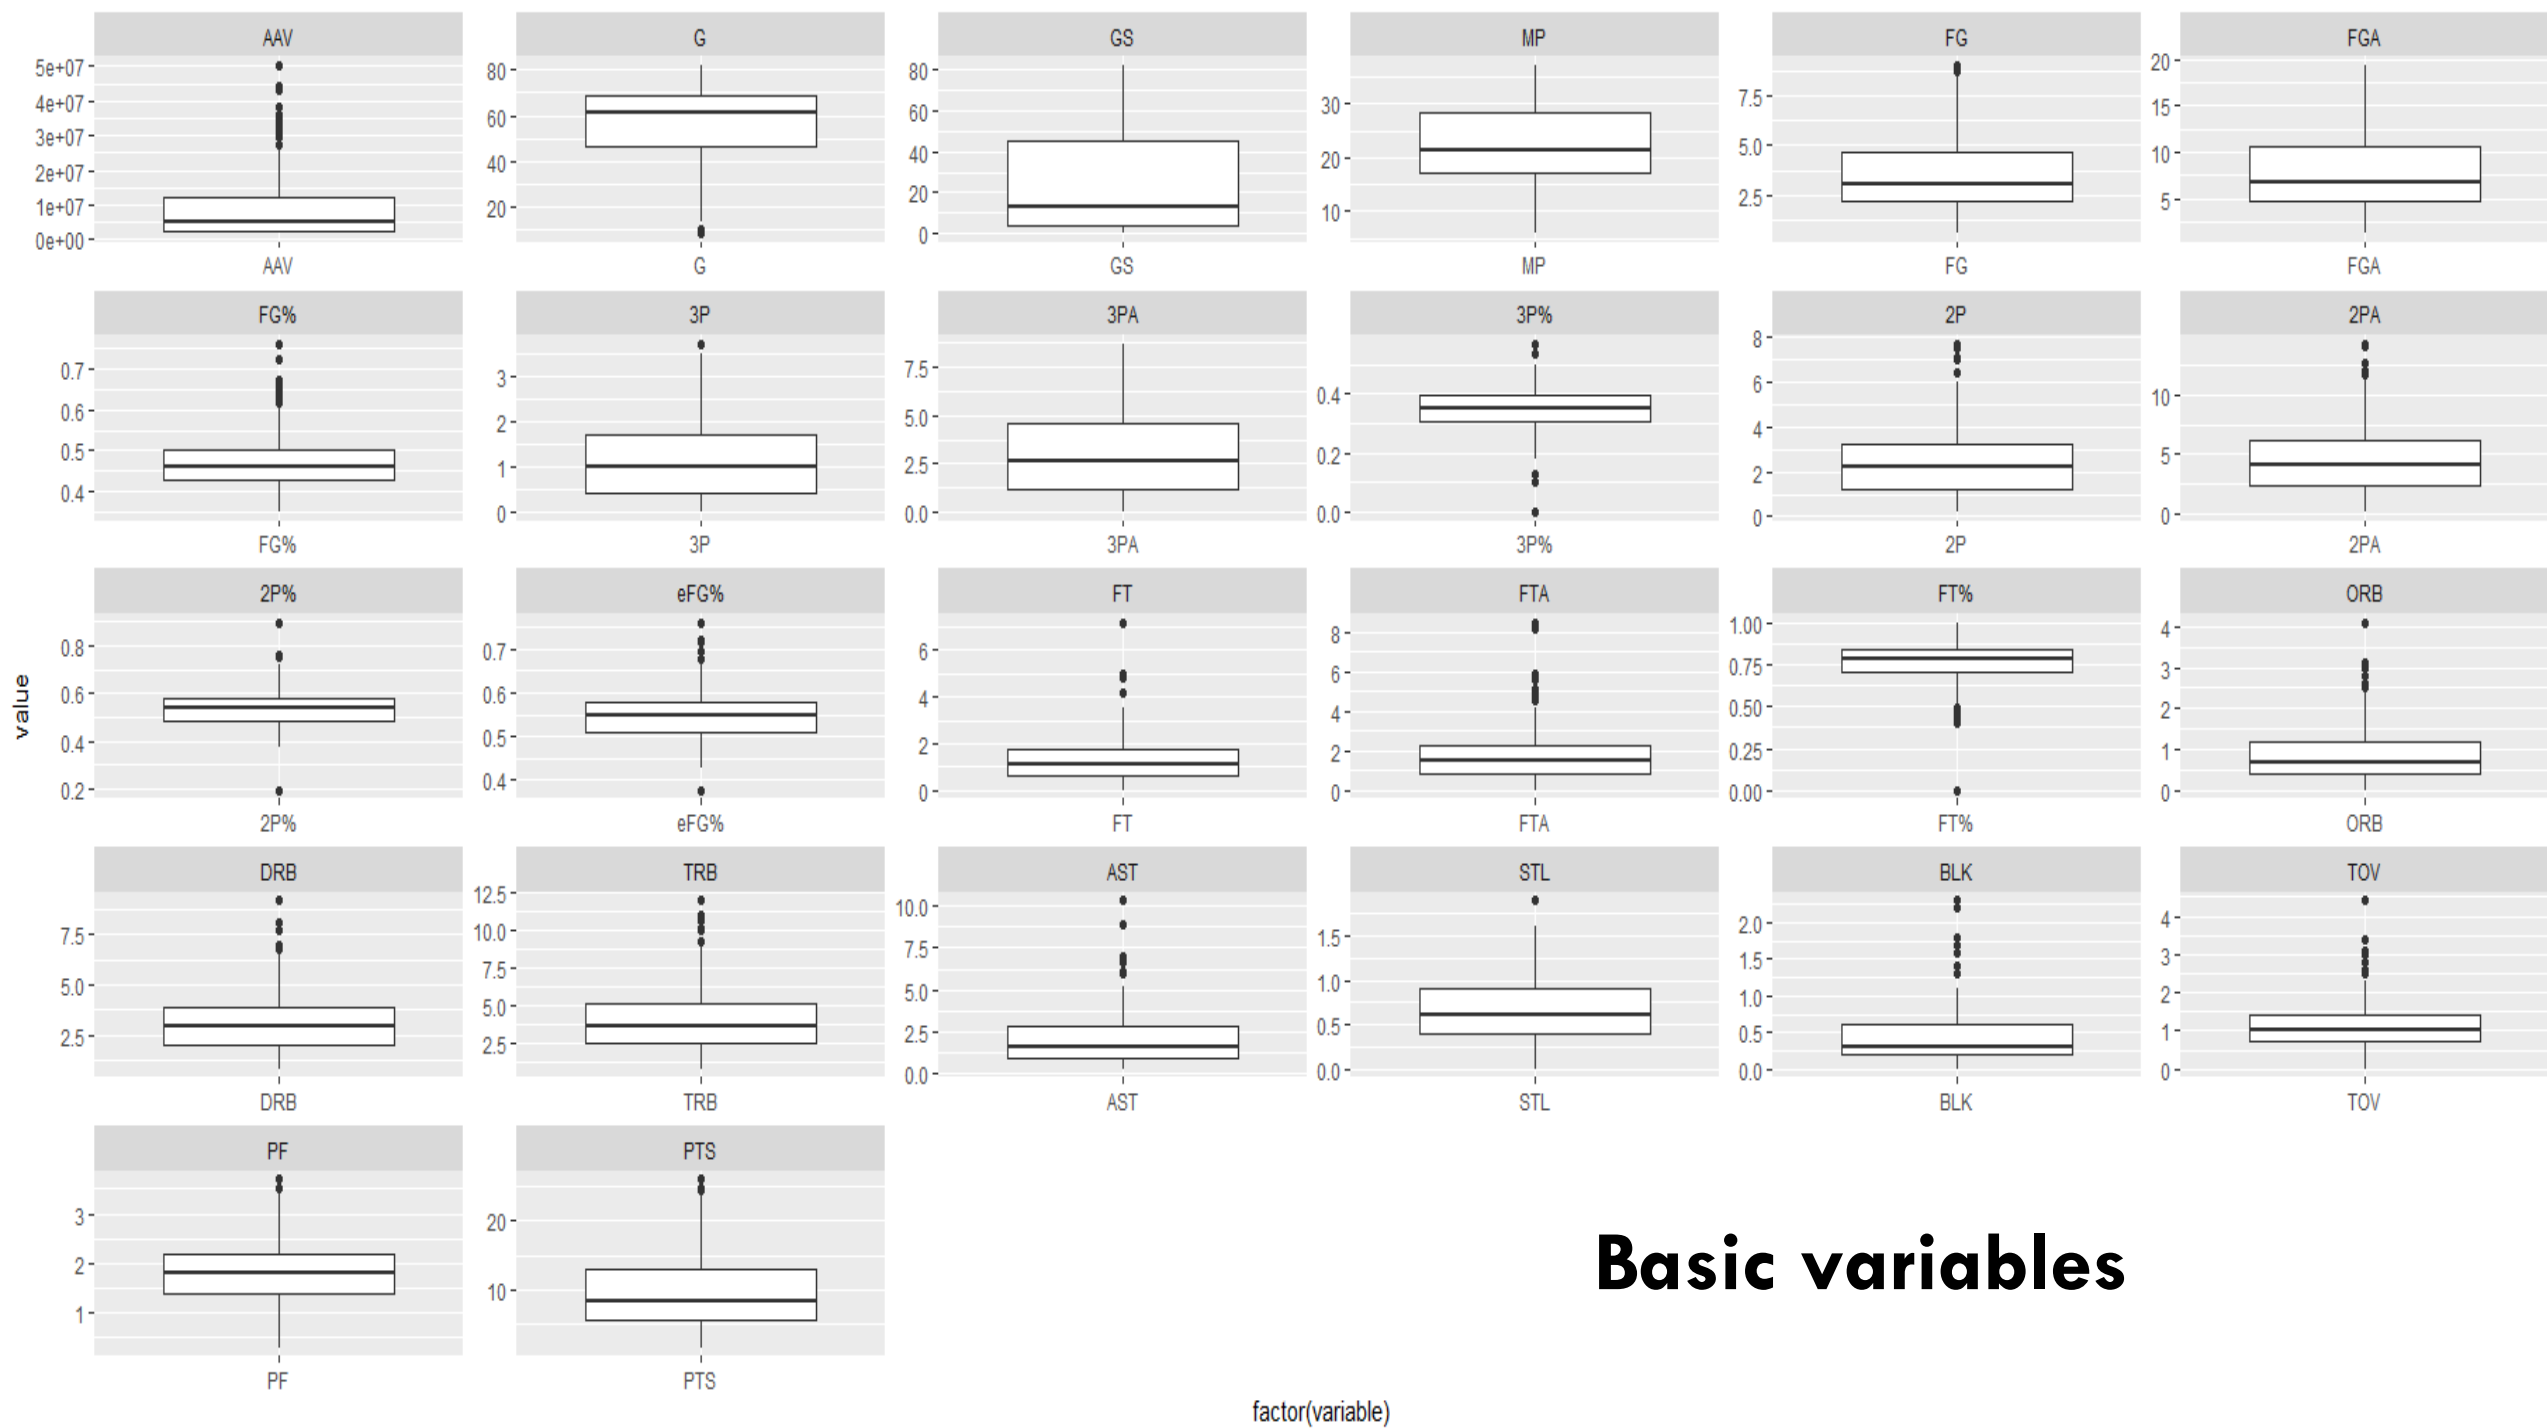 AAV G GS MP FG FGA
5e+07 4e+07 3e+07 2e+07 1e+07 0e+00
80 60 40 20
80 60 40 20 0
30 20 10
7.5 5.0 2.5
20 15 10 5
AAV G GS MP FG FGA
FG% 3P 3PA 3P% 2P 2PA
0.7 0.6 0.5 0.4
3 2 1 0
7.5 5.0 2.5 0.0
0.4 0.2 0.0
8 6 4 2 0
10 5 0
FG% 3P 3PA 3P% 2P 2PA
value
2P% eFG% FT FTA FT% ORB
0.8 0.6 0.4 0.2
0.7 0.6 0.5 0.4
6 4 2 0
8 6 4 2 0
1.00 0.75 0.50 0.25 0.00
4 3 2 1 0
2P% eFG% FT FTA FT% ORB
DRB TRB AST STL BLK TOV
7.5 5.0 2.5
12.5 10.0 7.5 5.0 2.5
10.0 7.5 5.0 2.5 0.0
1.5 1.0 0.5 0.0
2.0 1.5 1.0 0.5 0.0
4 3 2 1 0
DRB TRB AST STL BLK TOV
PF PTS
3 2 1
20 10
PF PTS
Basic variables
factor(variable)